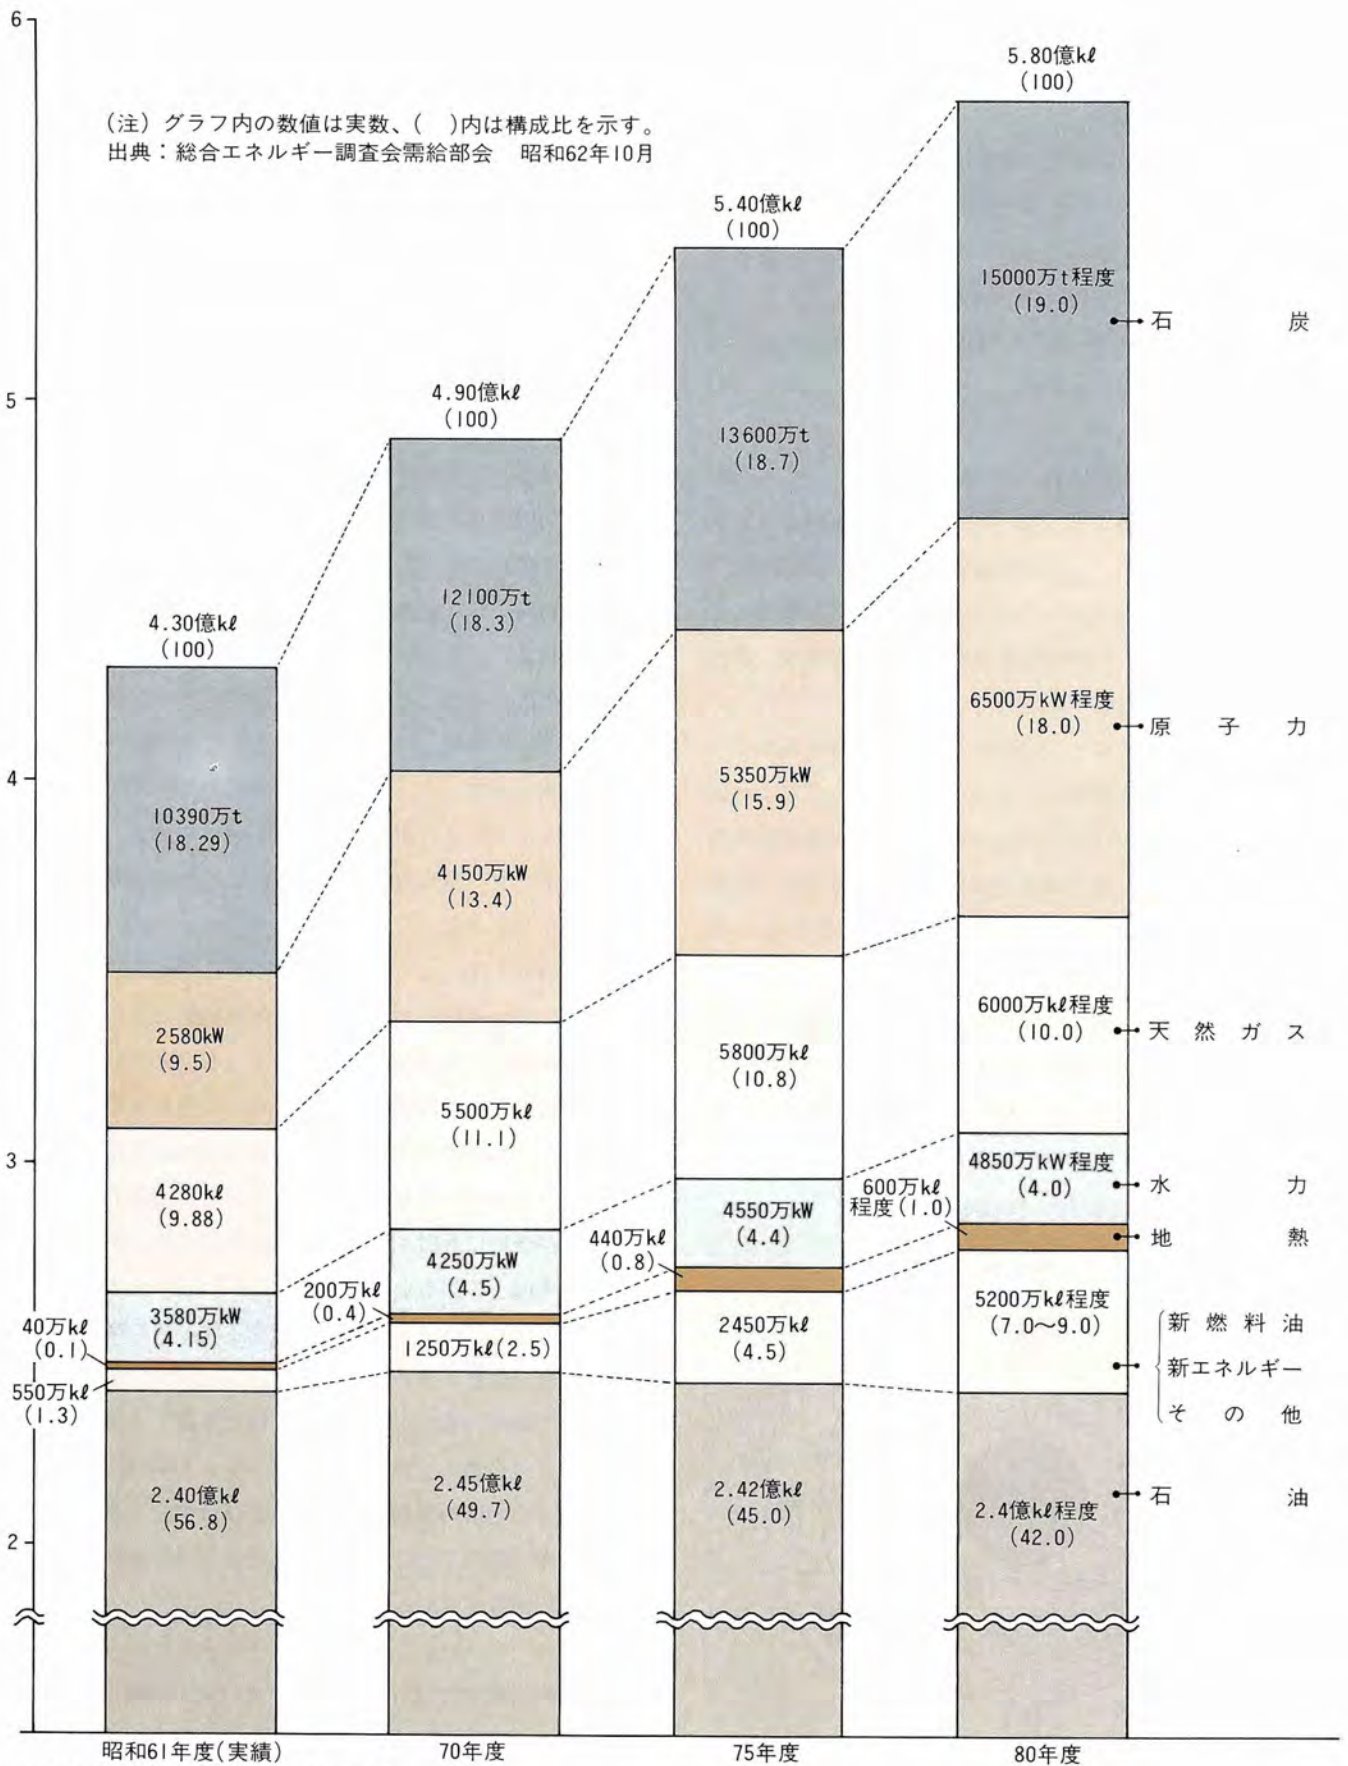 6
5
4
3
2
(注) グラフ内の数値は実数、( )内は構成比を示す。
出典：総合エネルギー調査会需給部会 昭和62年10月
4.30億kℓ
(100)
10390万t
(18.29)
2580kW
(9.5)
4280kℓ
(9.88)
3580万kW
(4.15)
40万kℓ
(0.1)
550万kℓ
(1.3)
2.40億kℓ
(56.8)
昭和61年度(実績)
4.90億kℓ
(100)
12100万t
(18.3)
4150万kW
(13.4)
5500万kℓ
(11.1)
4250万kW
(4.5)
200万kℓ
(0.4)
1250万kℓ(2.5)
2.45億kℓ
(49.7)
70年度
5.40億kℓ
(100)
13600万t
(18.7)
5350万kW
(15.9)
5800万kℓ
(10.8)
4550万kW
(4.4)
440万kℓ
(0.8)
2450万kℓ
(4.5)
2.42億kℓ
(45.0)
75年度
5.80億kℓ
(100)
15000万t程度
(19.0)
6500万kW程度
(18.0)
6000万kℓ程度
(10.0)
4850万kW程度
(4.0)
600万kℓ
程度(1.0)
5200万kℓ程度
(7.0〜9.0)
2.4億kℓ程度
(42.0)
80年度
石炭
原子力
天然ガス
水力
地熱
新燃料油
新エネルギー
その他
石油